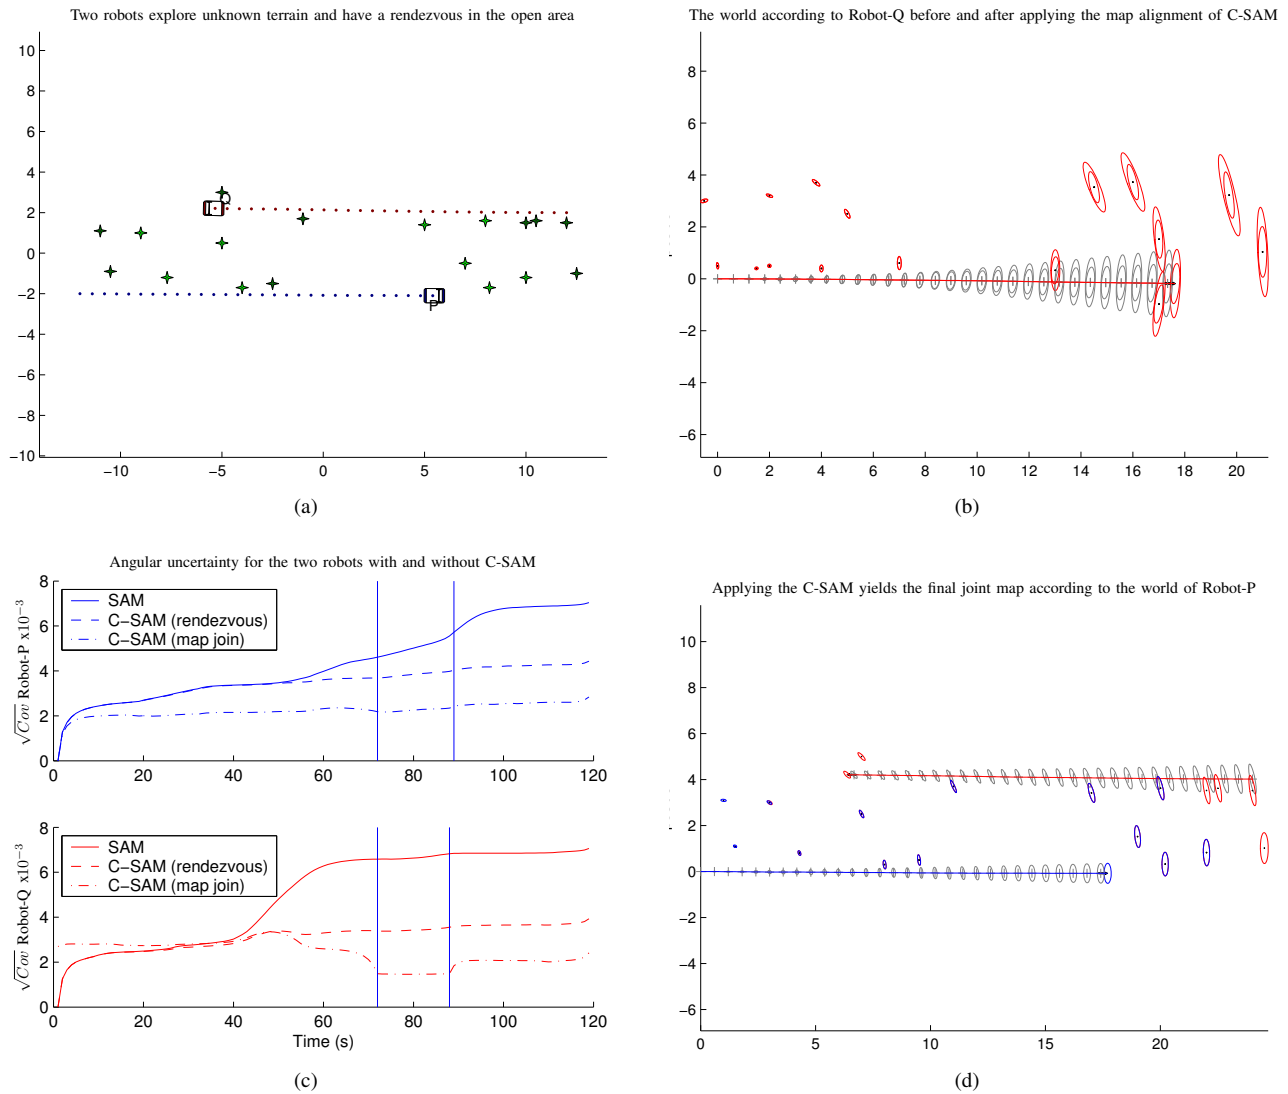 Two robots explore unknown terrain and have a rendezvous in the open area
10
8
6
4
2
0
−2
−4
−6
−8
−10
Q
P
−10 −5 0 5 10
(a)
The world according to Robot-Q before and after applying the map alignment of C-SAM
8
6
4
2
0
−2
−4
−6
0 2 4 6 8 10 12 14 16 18 20
(b)
Angular uncertainty for the two robots with and without C-SAM
√Cov Robot-P x10⁻³
8
6
4
2
0
SAM
C−SAM (rendezvous)
C−SAM (map join)
0 20 40 60 80 100 120
√Cov Robot-Q x10⁻³
8
6
4
2
0
SAM
C−SAM (rendezvous)
C−SAM (map join)
0 20 40 60 80 100 120
Time (s)
(c)
Applying the C-SAM yields the final joint map according to the world of Robot-P
10
8
6
4
2
0
−2
−4
−6
0 5 10 15 20
(d)